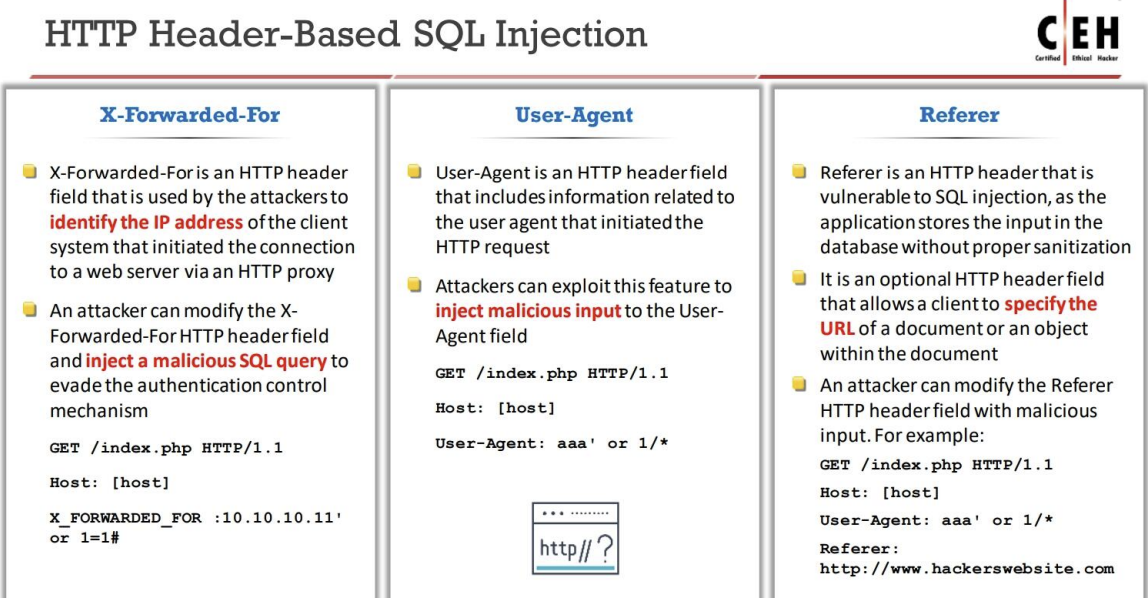 HTTP Header-Based SQL Injection
C|EH
Certified Ethical Hacker
X-Forwarded-For
X-Forwarded-For is an HTTP header
field that is used by the attackers to
identify the IP address of the client
system that initiated the connection
to a web server via an HTTP proxy
An attacker can modify the X-
Forwarded-For HTTP header field
and inject a malicious SQL query to
evade the authentication control
mechanism
GET /index.php HTTP/1.1
Host: [host]
X_FORWARDED_FOR :10.10.10.11'
or 1=1#
User-Agent
User-Agent is an HTTP header field
that includes information related to
the user agent that initiated the
HTTP request
Attackers can exploit this feature to
inject malicious input to the User-
Agent field
GET /index.php HTTP/1.1
Host: [host]
User-Agent: aaa' or 1/*
http// ?
Referer
Referer is an HTTP header that is
vulnerable to SQL injection, as the
application stores the input in the
database without proper sanitization
It is an optional HTTP header field
that allows a client to specify the
URL of a document or an object
within the document
An attacker can modify the Referer
HTTP header field with malicious
input. For example:
GET /index.php HTTP/1.1
Host: [host]
User-Agent: aaa' or 1/*
Referer:
http://www.hackerswebsite.com